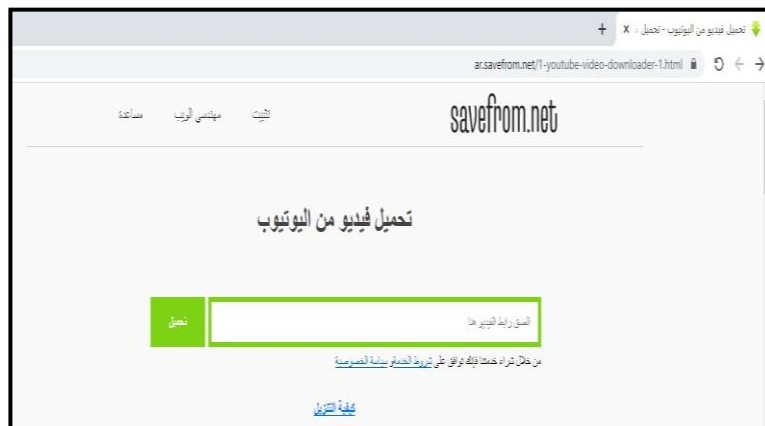 تحميل فيديو من اليوتيوب - تحميل :
ar.savefrom.net/1-youtube-video-downloader-1.html
savefrom.net
تثبيت مهندسي الويب مساعدة
تحميل فيديو من اليوتيوب
الصق رابط الفيديو هنا
تحميل
من خلال شراء خدمتنا فإنك توافق على شروط الخدمة و سياسة الخصوصية
كيفية التنزيل